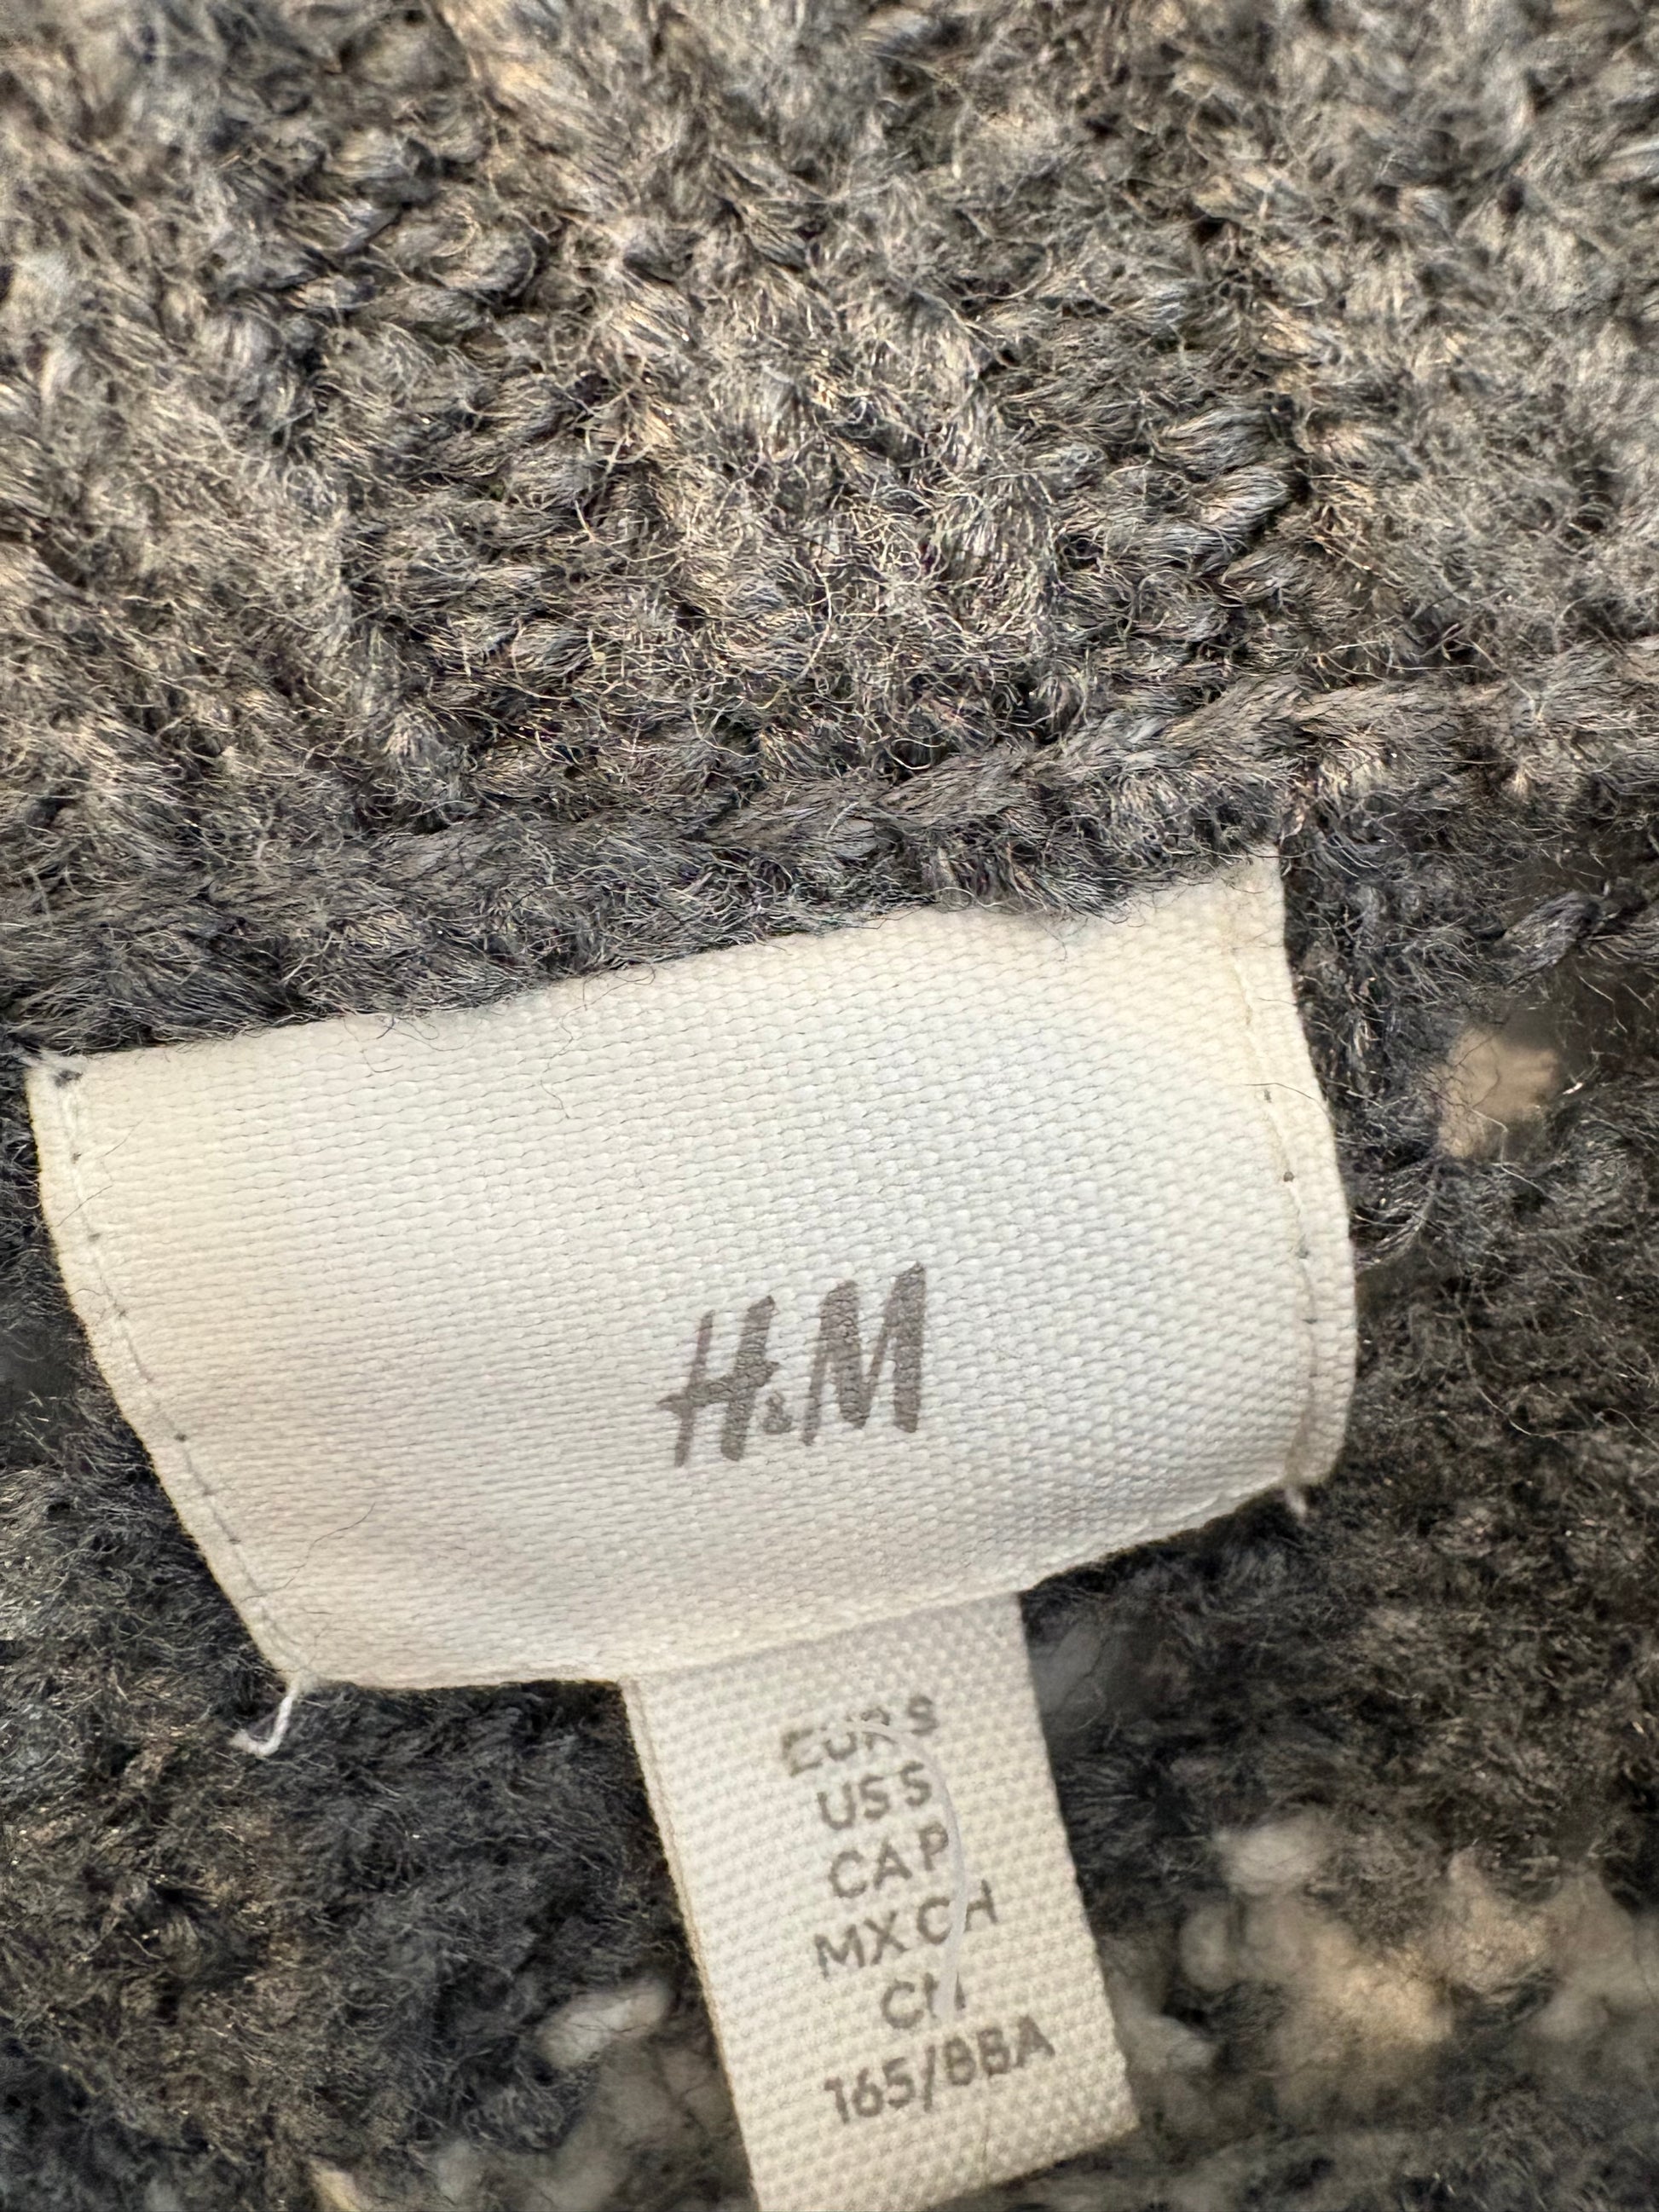 H&M
EUR S
US S
CA P
MX CH
CN
165/88A